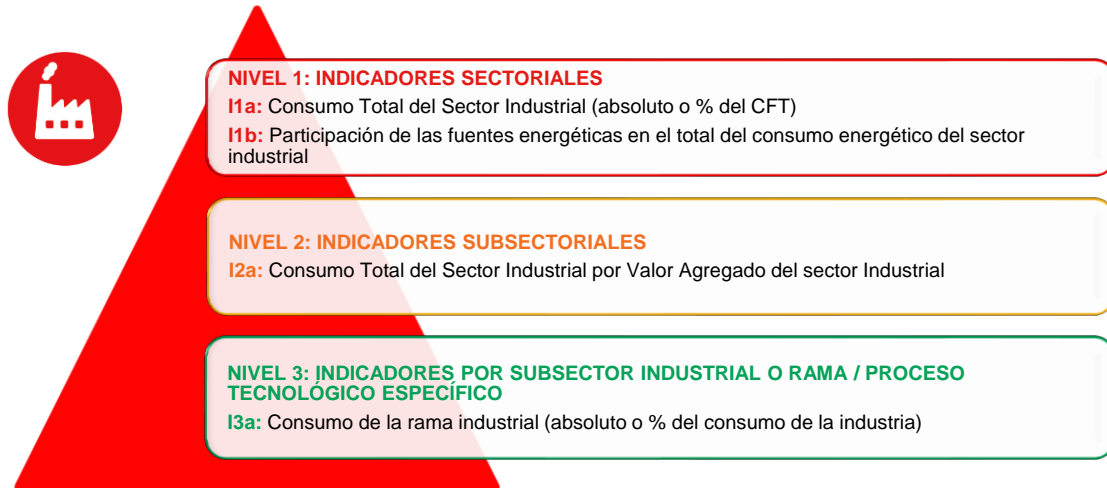 NIVEL 1: INDICADORES SECTORIALES
I1a: Consumo Total del Sector Industrial (absoluto o % del CFT)
I1b: Participación de las fuentes energéticas en el total del consumo energético del sector
industrial
NIVEL 2: INDICADORES SUBSECTORIALES
I2a: Consumo Total del Sector Industrial por Valor Agregado del sector Industrial
NIVEL 3: INDICADORES POR SUBSECTOR INDUSTRIAL O RAMA / PROCESO
TECNOLÓGICO ESPECÍFICO
I3a: Consumo de la rama industrial (absoluto o % del consumo de la industria)